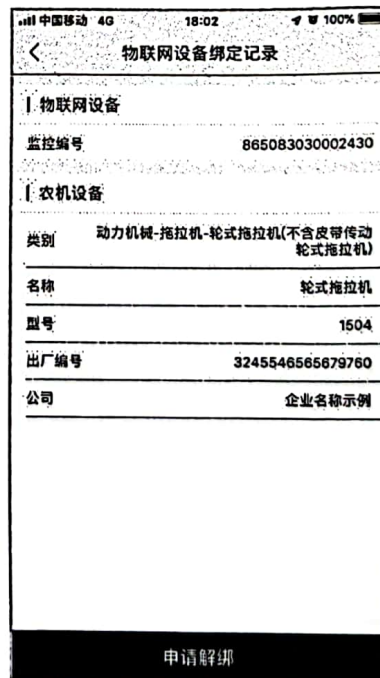 中国移动 4G 18:02 100%
物联网设备绑定记录
物联网设备
监控编号 865083030002430
农机设备
类别 动力机械-拖拉机-轮式拖拉机(不含皮带传动
轮式拖拉机)
名称 轮式拖拉机
型号 1504
出厂编号 3245546565679760
公司 企业名称示例
申请解绑